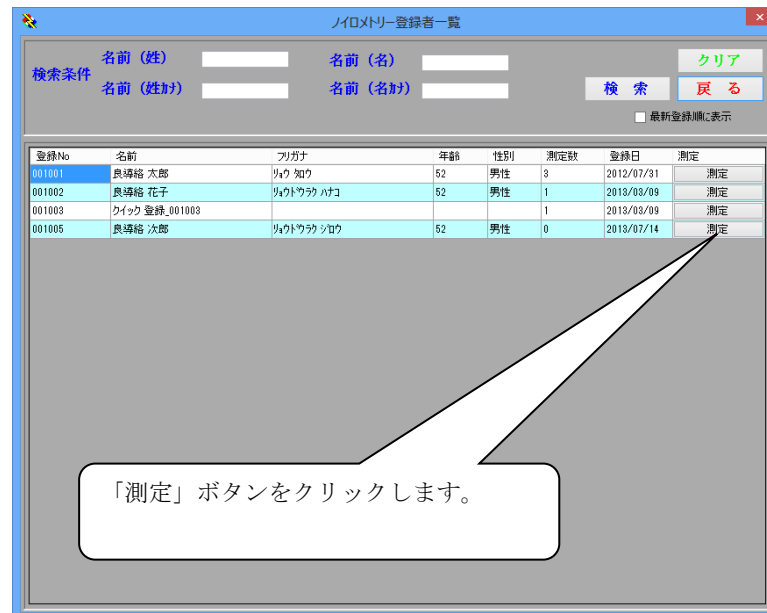 ノイロメトリー登録者一覧
検索条件
名前（姓）
名前（名）
クリア
名前（姓ｶﾅ）
名前（名ｶﾅ）
検 索
戻 る
最新登録順に表示
登録No 名前 フリガナ 年齢 性別 測定数 登録日 測定
001001 良導絡 太郎 ﾘｮｳ ﾀﾛｳ 52 男性 3 2012/07/31 測定
001002 良導絡 花子 ﾘｮｳﾄﾞｳﾗｸ ﾊﾅｺ 52 男性 1 2013/03/09 測定
001003 クイック 登録_001003 1 2013/03/09 測定
001005 良導絡 次郎 ﾘｮｳﾄﾞｳﾗｸ ｼﾞﾛｳ 52 男性 0 2013/07/14 測定
「測定」ボタンをクリックします。